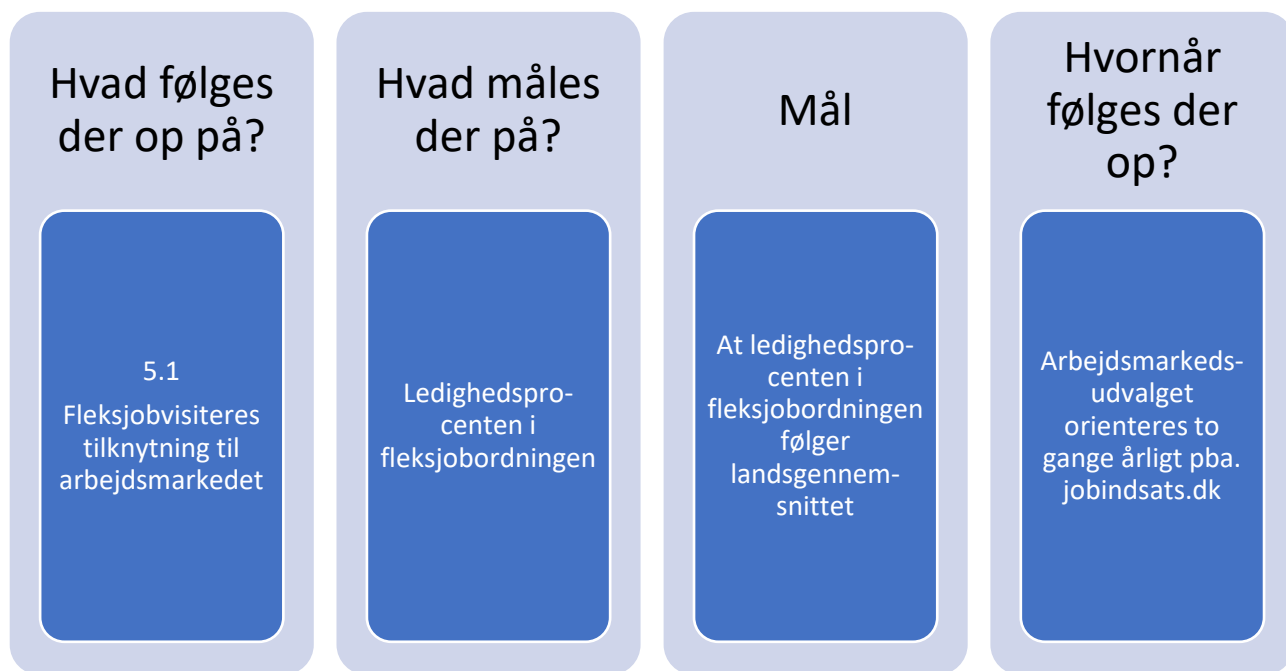 Hvad følges
der op på?
5.1
Fleksjobvisiteres
tilknytning til
arbejdsmarkedet
Hvad måles
der på?
Ledighedspro-
centen i
fleksjobordningen
Mål
At ledighedspro-
centen i
fleksjobordningen
følger
landsgennem-
snittet
Hvornår
følges der
op?
Arbejdsmarkeds-
udvalget
orienteres to
gange årligt pba.
jobindsats.dk